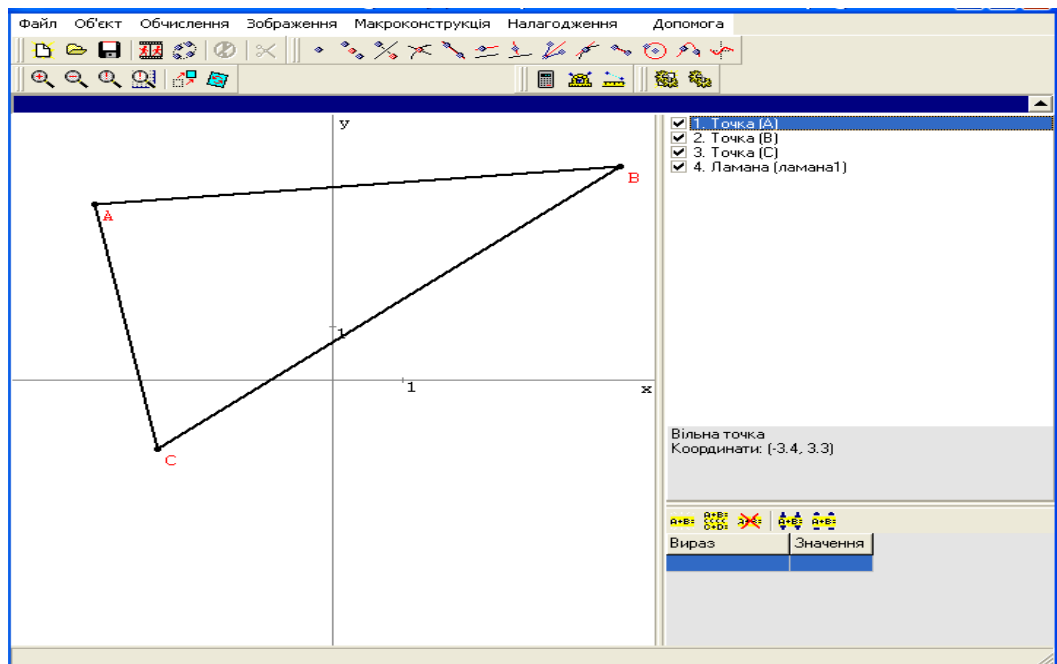 Файл Об'єкт Обчислення Зображення Макроконструкція Налагодження Допомога
y
1. Точка (A)
2. Точка (B)
3. Точка (C)
4. Ламана (ламана1)
B
A
1
1
x
C
Вільна точка
Координати: (-3.4, 3.3)
Вираз Значення